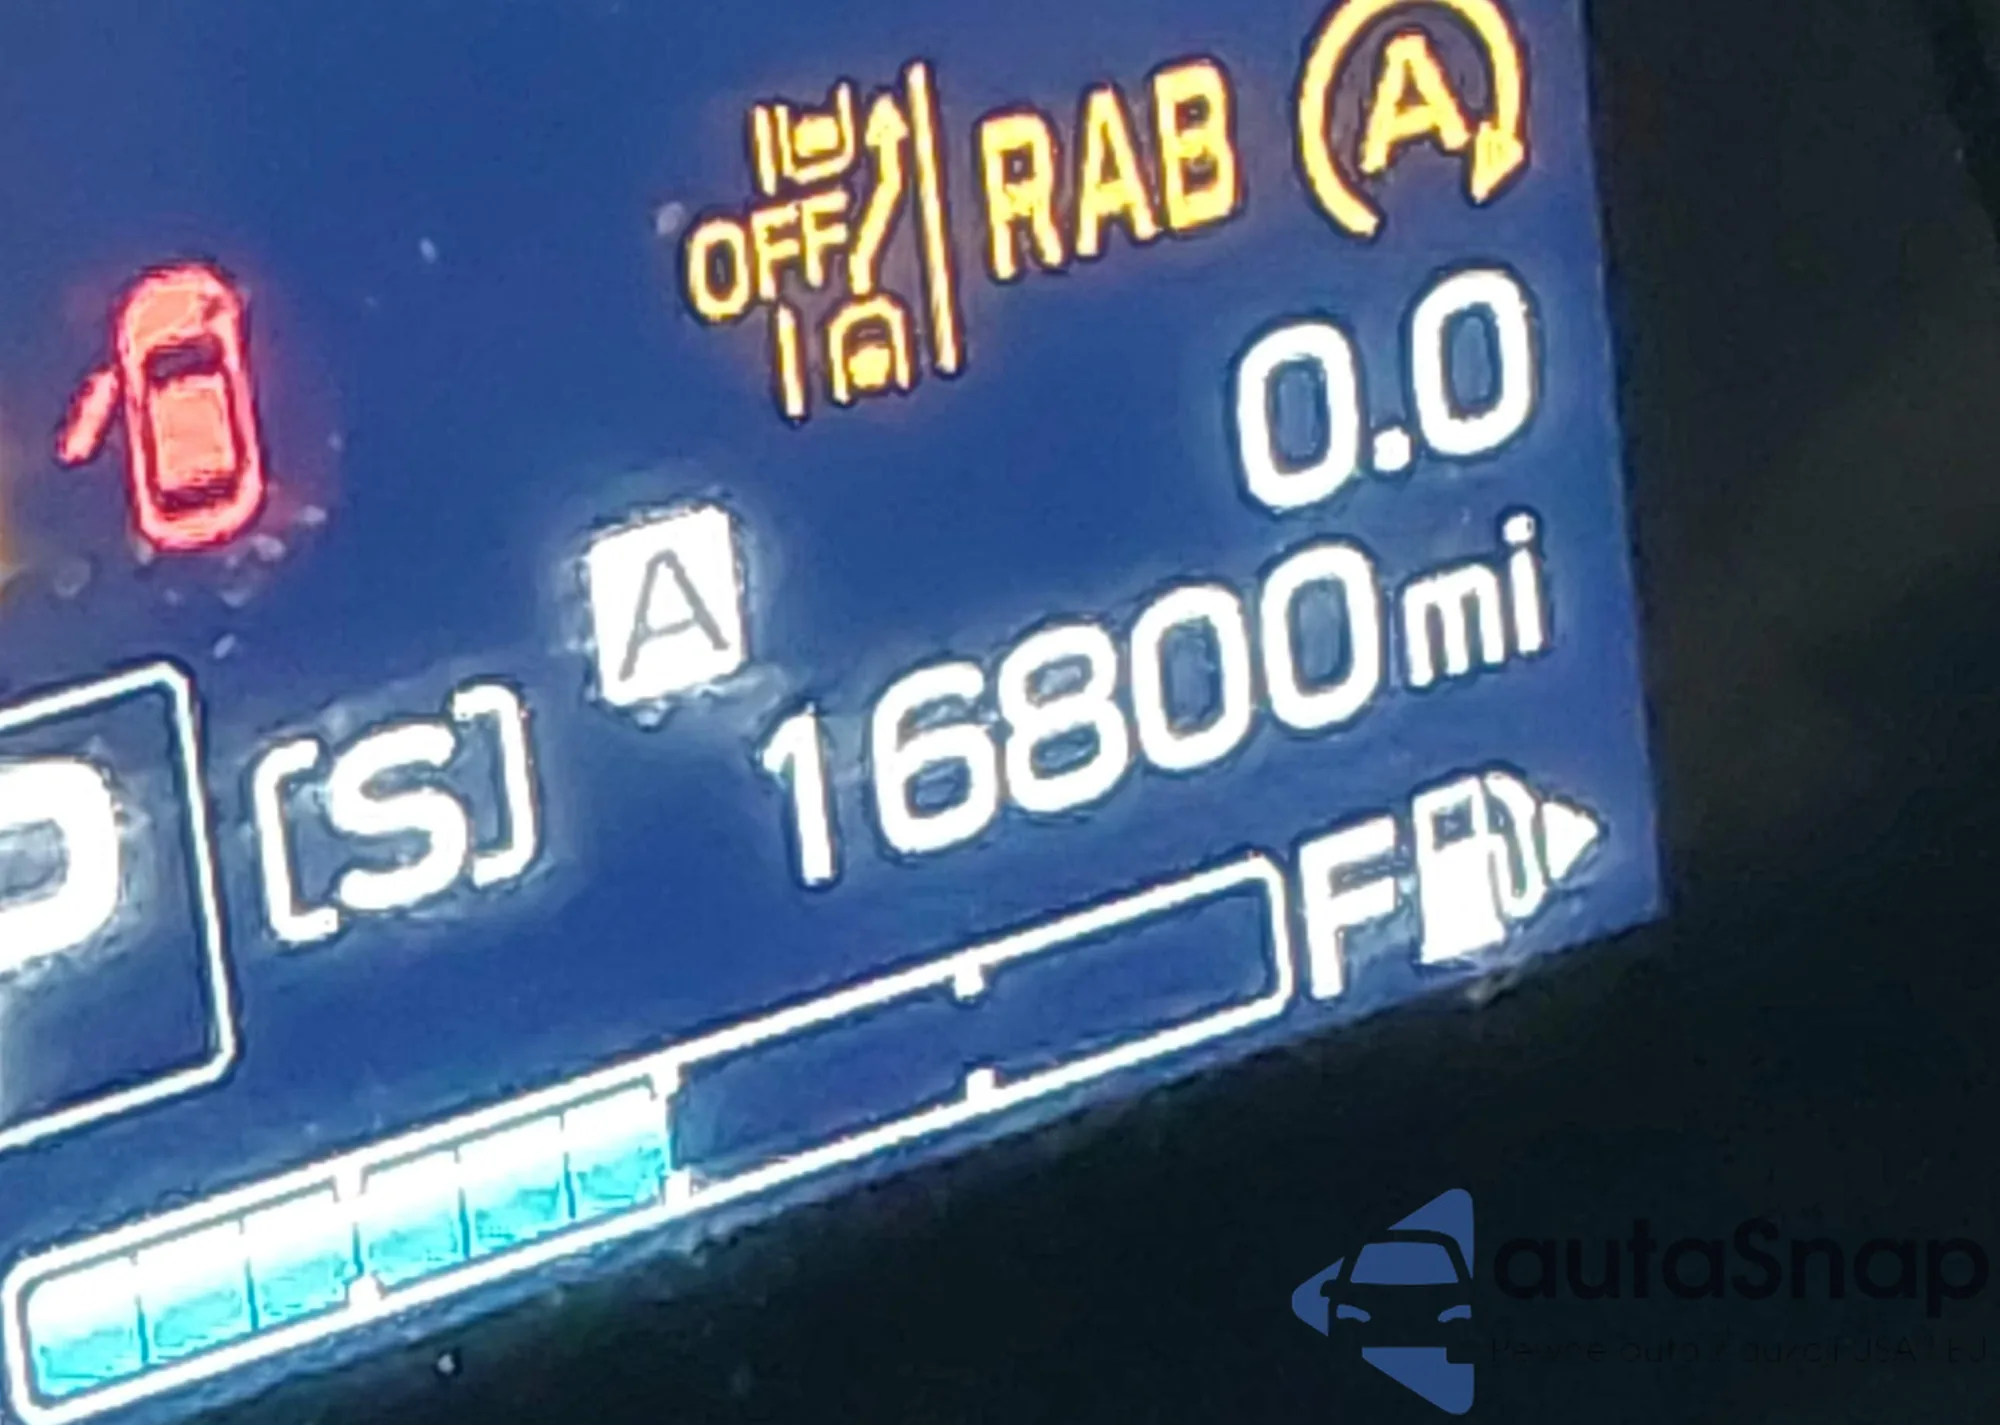 OFF RAB A
0.0
A
16800mi
P [S]
F
autaSnap